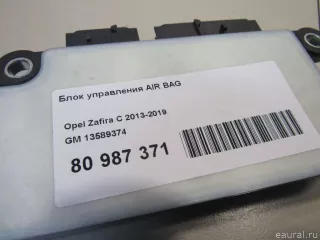 Блок управления AIR BAG
Opel Zafira C 2013-2019
GM 13589374
80 987 371
© eaural.ru